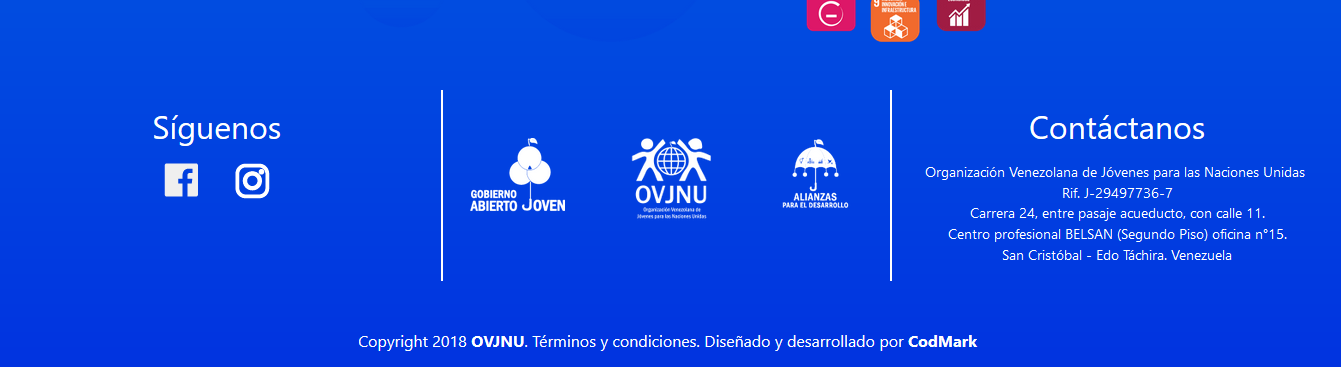 9
INNOVACIÓN E
INFRAESTRUCTURA
Síguenos
GOBIERNO
ABIERTO JOVEN
OVJNU
Organización Venezolana de
Jóvenes para las Naciones Unidas
ALIANZAS
PARA EL DESARROLLO
Contáctanos
Organización Venezolana de Jóvenes para las Naciones Unidas
Rif. J-29497736-7
Carrera 24, entre pasaje acueducto, con calle 11.
Centro profesional BELSAN (Segundo Piso) oficina n°15.
San Cristóbal - Edo Táchira. Venezuela
Copyright 2018 OVJNU. Términos y condiciones. Diseñado y desarrollado por CodMark